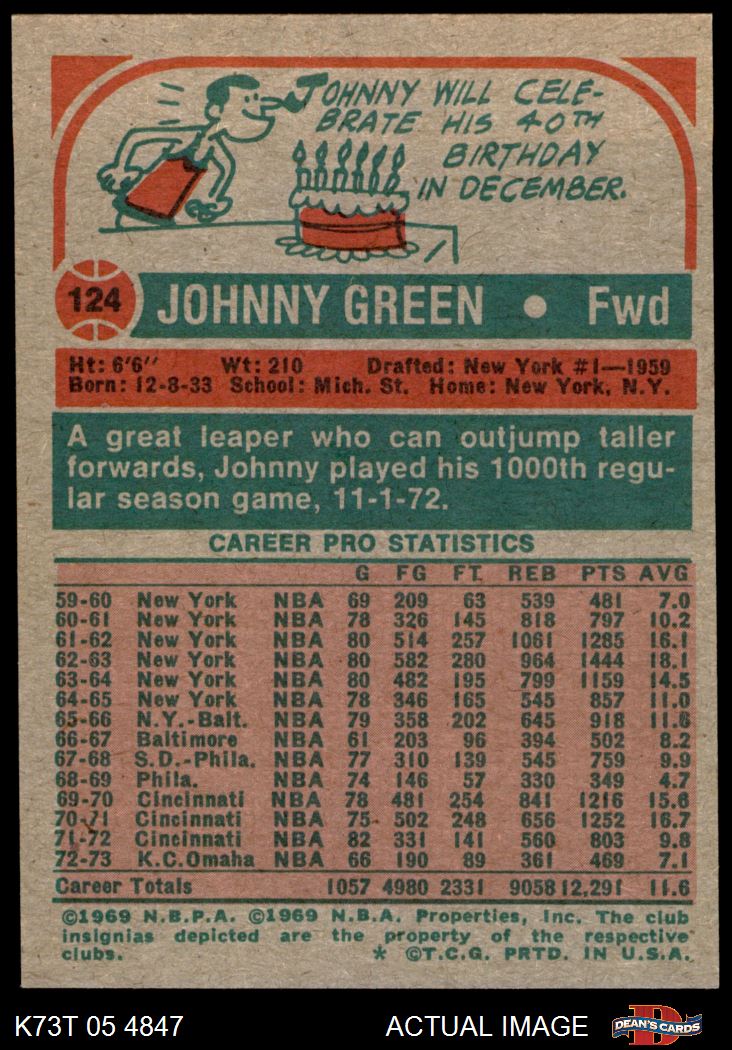 JOHNNY WILL CELE-
BRATE HIS 40TH
BIRTHDAY
IN DECEMBER.
124 JOHNNY GREEN • Fwd
Ht: 6'6" Wt: 210 Drafted: New York #1—1959
Born: 12-8-33 School: Mich. St. Home: New York, N.Y.
A great leaper who can outjump taller
forwards, Johnny played his 1000th regu-
lar season game, 11-1-72.
CAREER PRO STATISTICS
G FG FT. REB PTS AVG
59-60 New York NBA 69 209 63 539 481 7.0
60-61 New York NBA 78 326 145 818 797 10.2
61-62 New York NBA 80 514 257 1061 1285 16.1
62-63 New York NBA 80 582 280 964 1444 18.1
63-64 New York NBA 80 482 195 799 1159 14.5
64-65 New York NBA 78 346 165 545 857 11.0
65-66 N.Y.-Balt. NBA 79 358 202 645 918 11.6
66-67 Baltimore NBA 61 203 96 394 502 8.2
67-68 S.D.-Phila. NBA 77 310 139 545 759 9.9
68-69 Phila. NBA 74 146 57 330 349 4.7
69-70 Cincinnati NBA 78 481 254 841 1216 15.6
70-71 Cincinnati NBA 75 502 248 656 1252 16.7
71-72 Cincinnati NBA 82 331 141 560 803 9.8
72-73 K.C.Omaha NBA 66 190 89 361 469 7.1
Career Totals 1057 4980 2331 9058 12,291 11.6
©1969 N.B.P.A. ©1969 N.B.A. Properties, Inc. The club
insignias depicted are the property of the respective
clubs. * ©T.C.G. PRTD. IN U.S.A.
K73T 05 4847 ACTUAL IMAGE DEAN'S CARDS